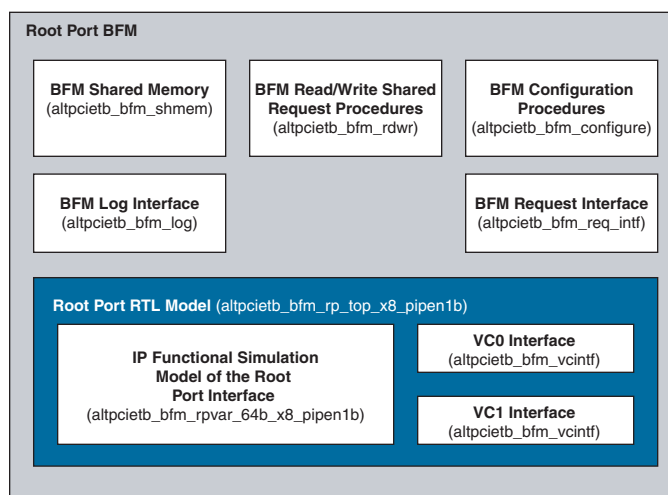 Root Port BFM
BFM Shared Memory
(altpcietb_bfm_shmem)
BFM Read/Write Shared
Request Procedures
(altpcietb_bfm_rdwr)
BFM Configuration
Procedures
(altpcietb_bfm_configure)
BFM Log Interface
(altpcietb_bfm_log)
BFM Request Interface
(altpcietb_bfm_req_intf)
Root Port RTL Model (altpcietb_bfm_rp_top_x8_pipen1b)
IP Functional Simulation
Model of the Root
Port Interface
(altpcietb_bfm_rpvar_64b_x8_pipen1b)
VC0 Interface
(altpcietb_bfm_vcintf)
VC1 Interface
(altpcietb_bfm_vcintf)